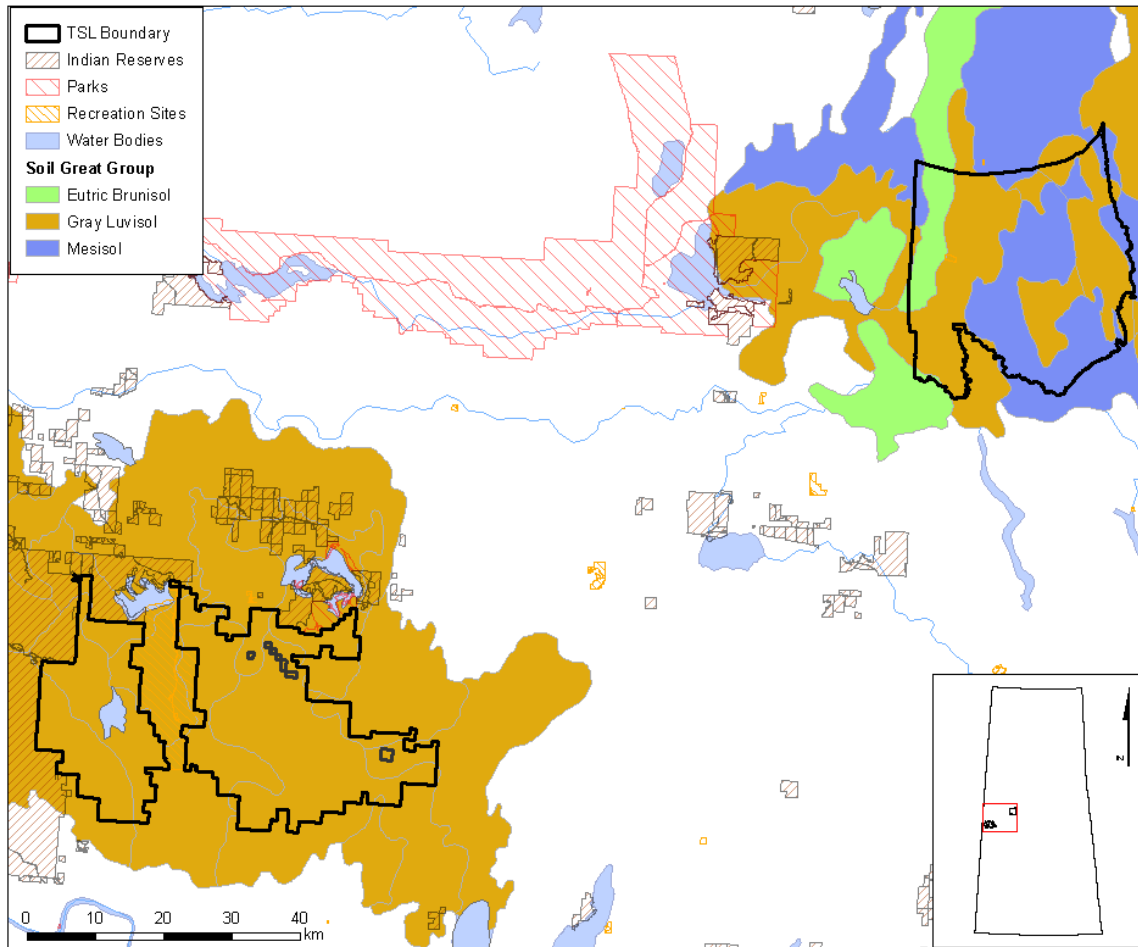 TSL Boundary
Indian Reserves
Parks
Recreation Sites
Water Bodies
Soil Great Group
Eutric Brunisol
Gray Luvisol
Mesisol
0 10 20 30 40
km
N